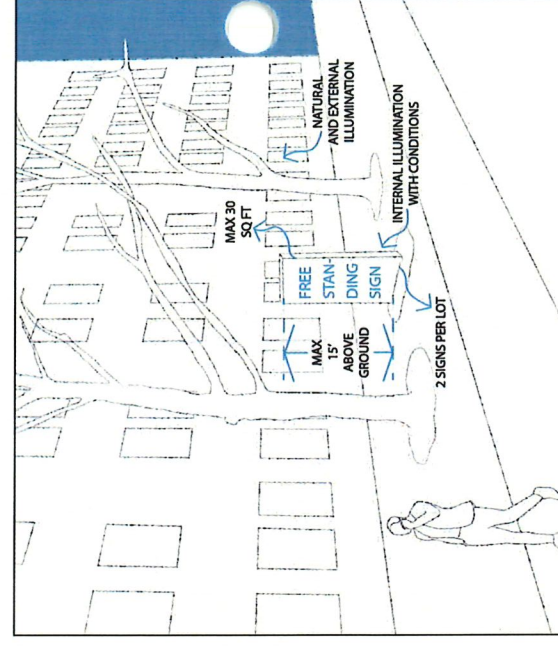 NATURAL
AND EXTERNAL
ILLUMINATION
MAX 30
SQ FT
INTERNAL ILLUMINATION
WITH CONDITIONS
FREE
STAN-
DING
SIGN
MAX
15'
ABOVE
GROUND
2 SIGNS PER LOT